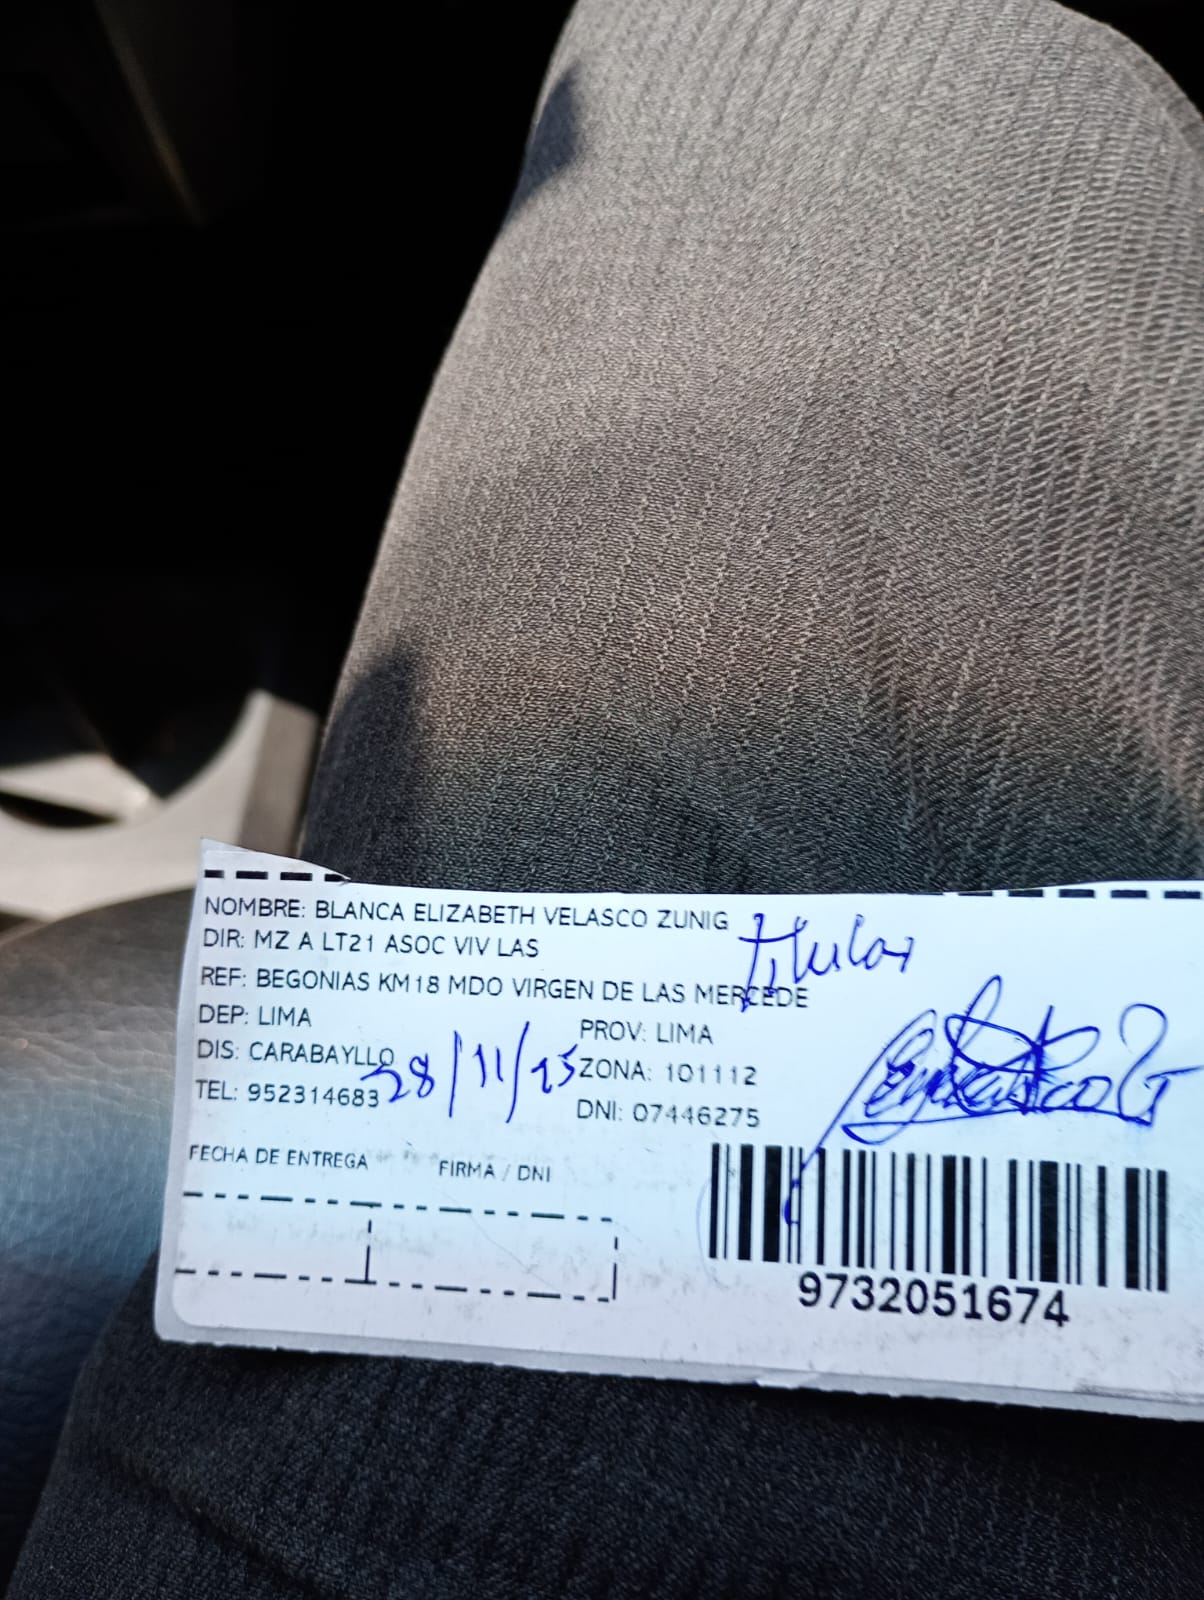 NOMBRE: BLANCA ELIZABETH VELASCO ZUNIG
titular
DIR: MZ A LT21 ASOC VIV LAS
REF: BEGONIAS KM18 MDO VIRGEN DE LAS MERCEDE
DEP: LIMA PROV: LIMA
DIS: CARABAYLLO ZONA: 101112
28/11/25
TEL: 952314683 DNI: 07446275
FECHA DE ENTREGA FIRMA / DNI
9732051674